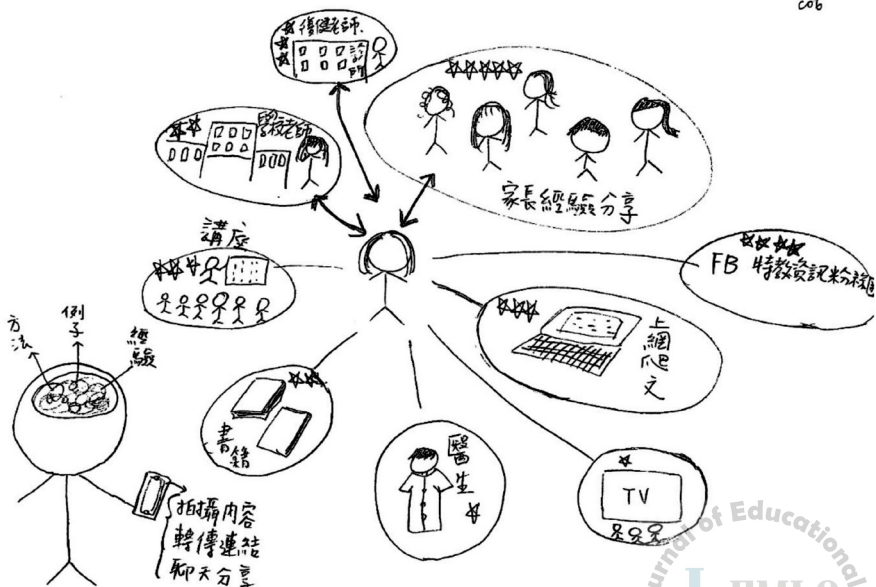 C06
復健老師
診所
學校老師
家長經驗分享
講座
FB 特教資訊粉絲團
上網爬文
方法
例子
經驗
書籍
醫生
TV
拍攝內容
轉傳連結
聊天分享
of Educatio